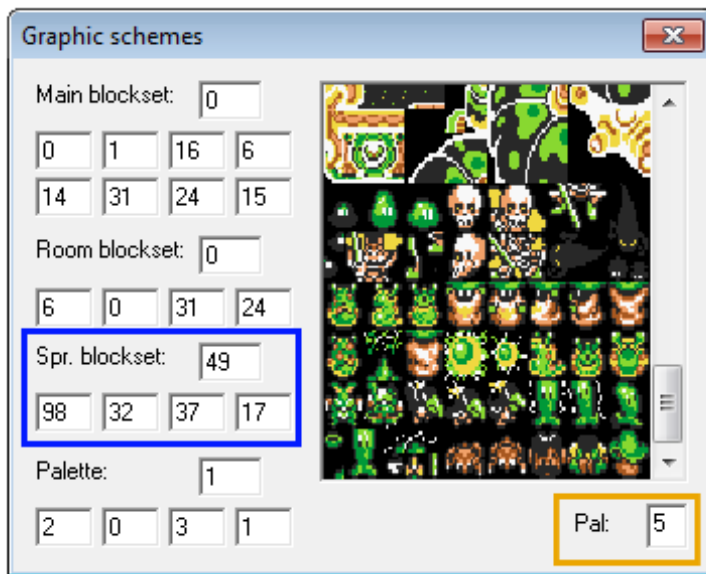 Graphic schemes
Main blockset: 0
0 1 16 6
14 31 24 15
Room blockset: 0
6 0 31 24
Spr. blockset: 49
98 32 37 17
Palette: 1
2 0 3 1
Pal: 5